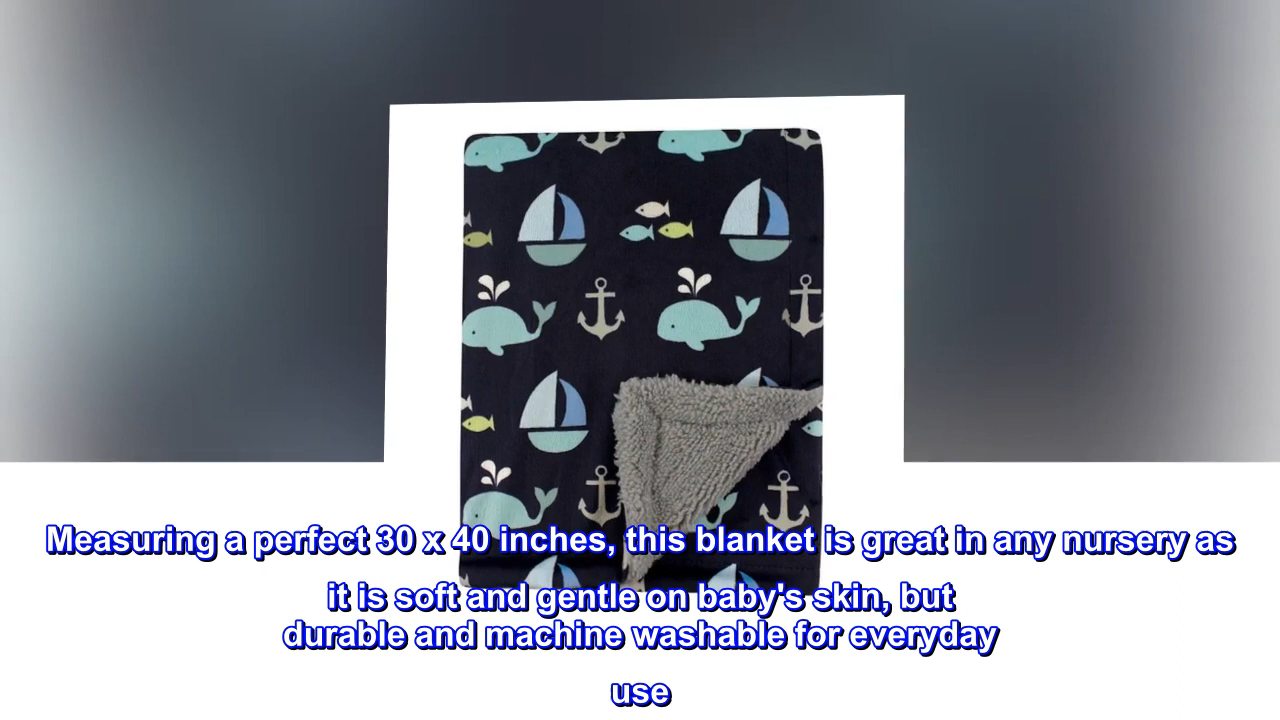 Measuring a perfect 30 x 40 inches, this blanket is great in any nursery as
it is soft and gentle on baby's skin, but
durable and machine washable for everyday
use